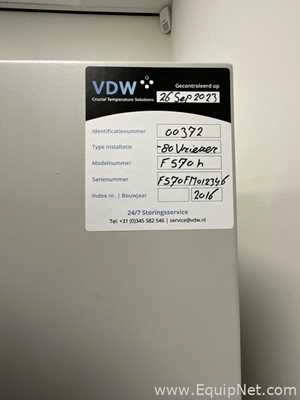 VDW
Crucial Temperature Solutions
Gecontroleerd op
26 Sep 2023
Identificatienummer 00372
Type installatie -80 Vriezer
Modelnummer F570h
Serienummer F570FM012346
Index nr. | Bouwjaar 2016
24/7 Storingsservice
Tel. +31 (0)345 582 546 | service@vdw.nl
© www.EquipNet.com